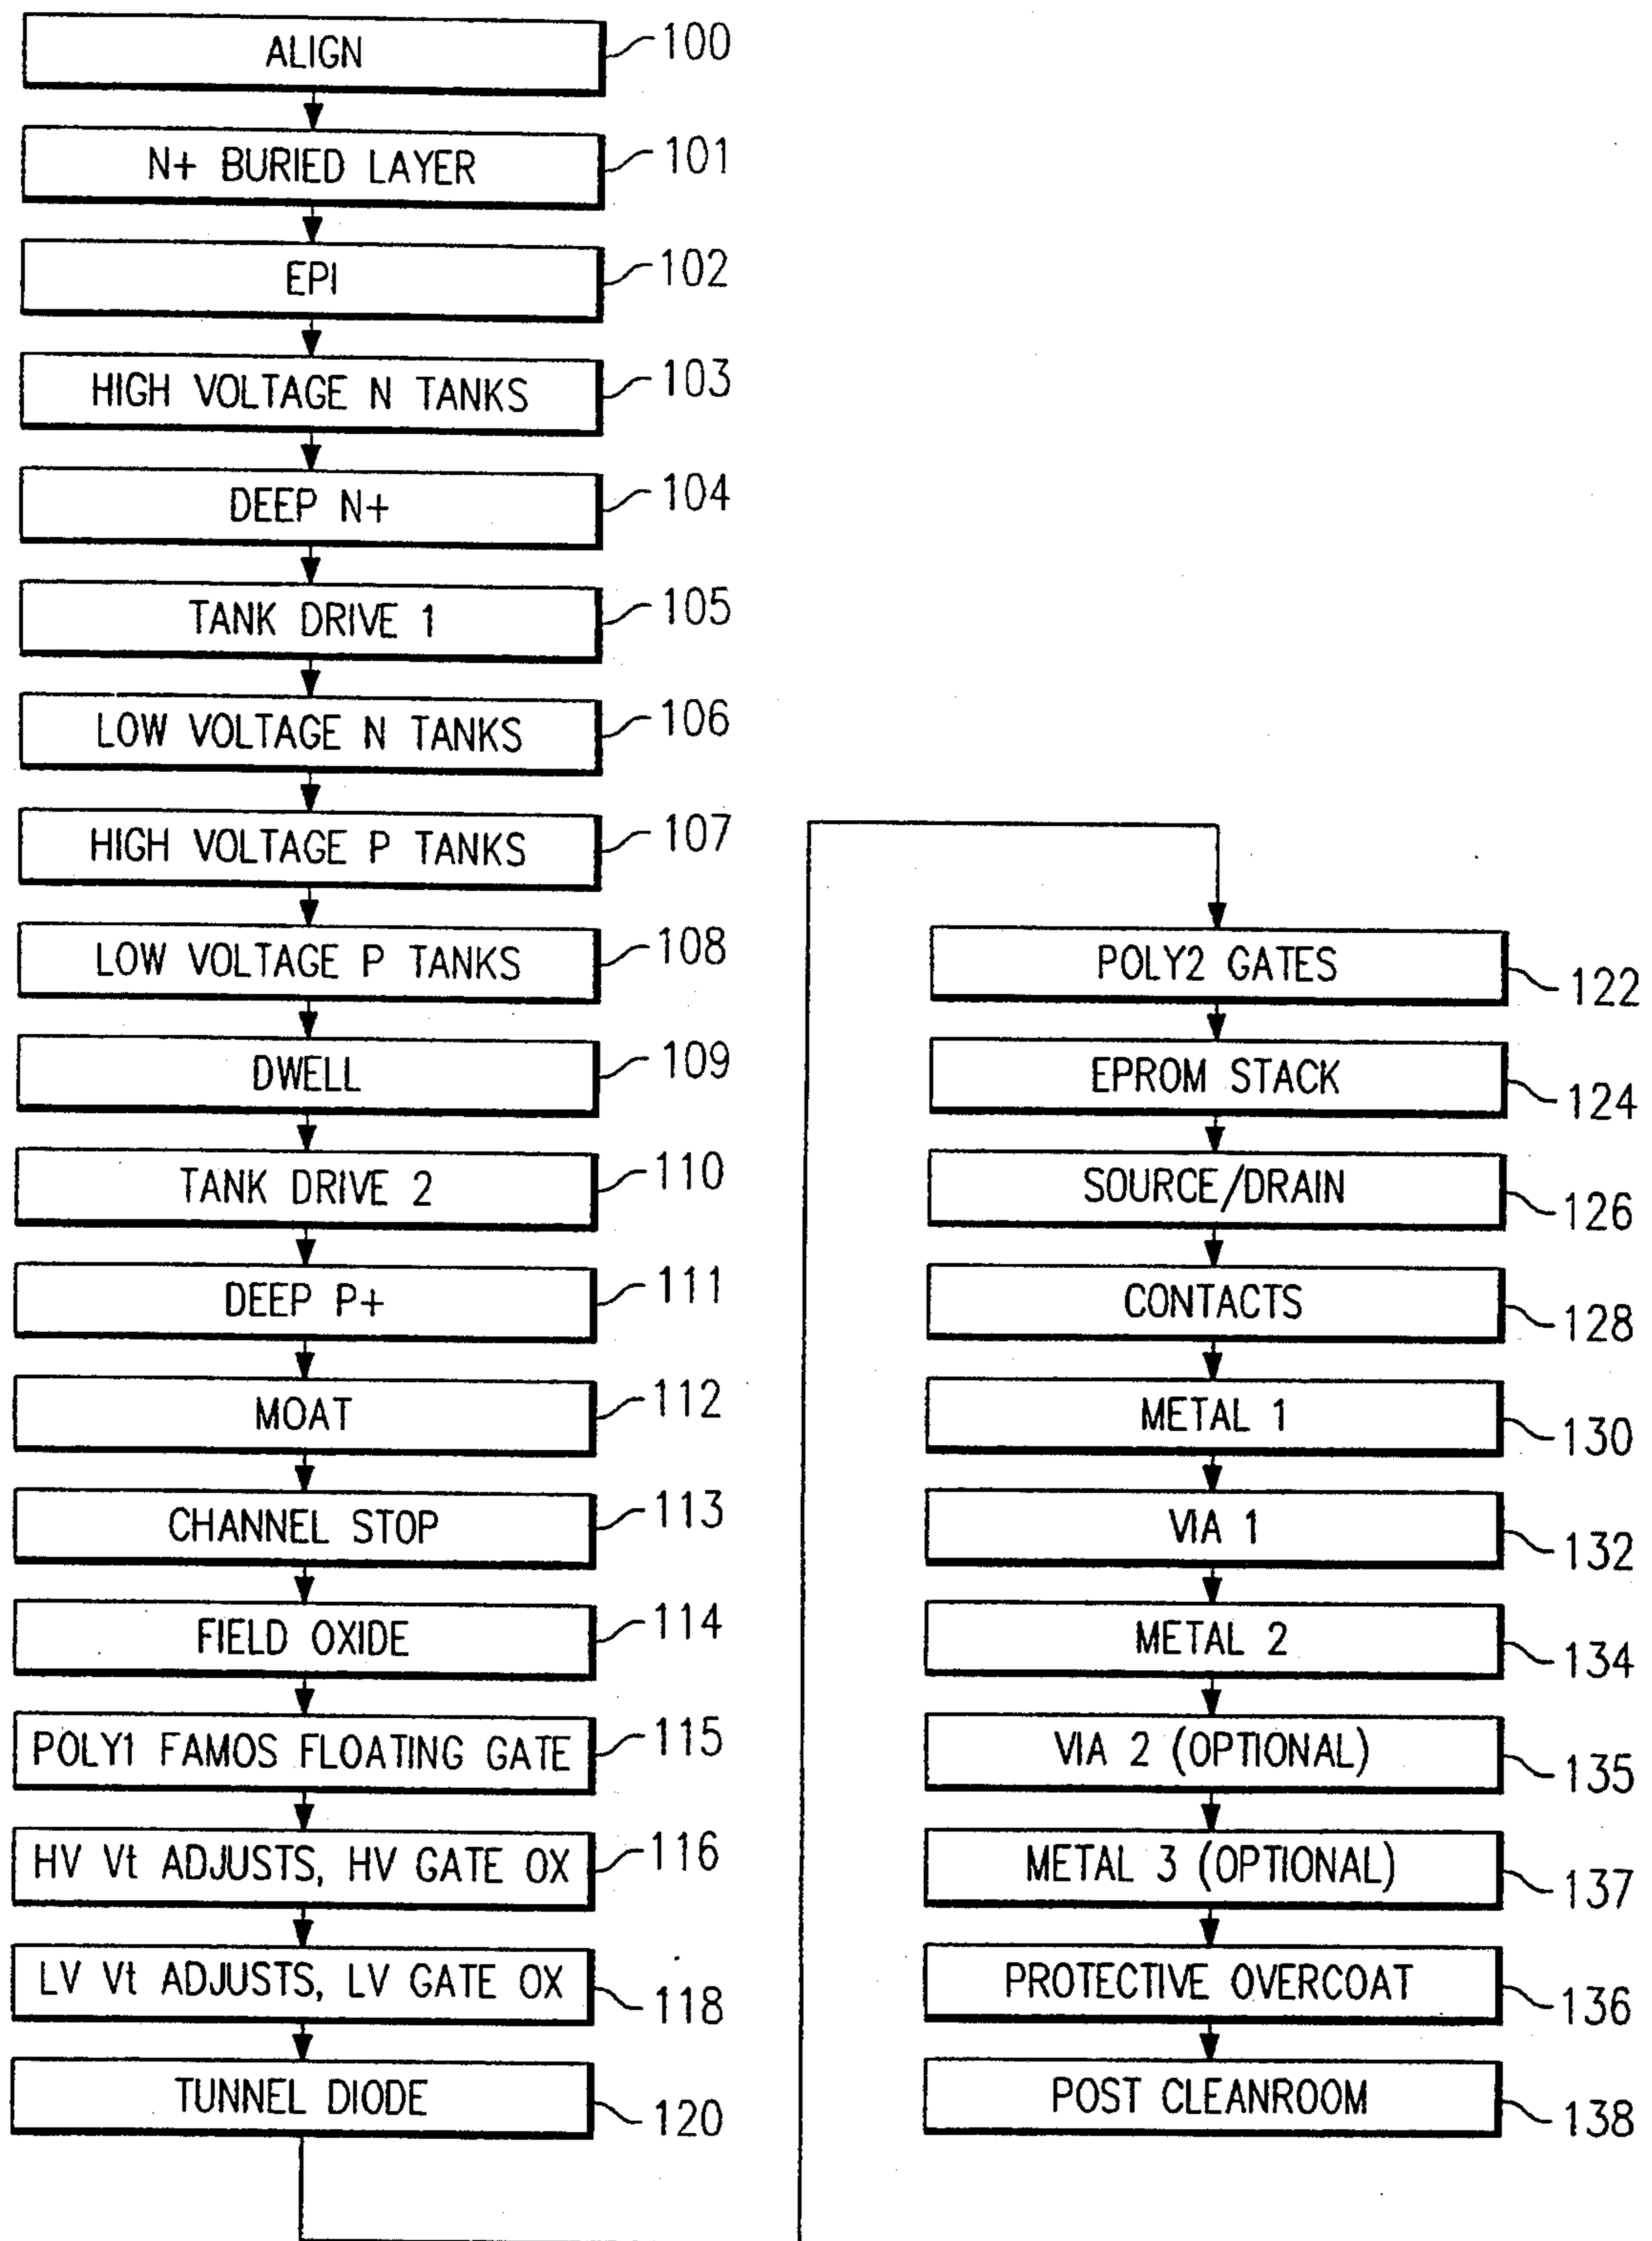 ALIGN 100
N+ BURIED LAYER 101
EPI 102
HIGH VOLTAGE N TANKS 103
DEEP N+ 104
TANK DRIVE 1 105
LOW VOLTAGE N TANKS 106
HIGH VOLTAGE P TANKS 107
LOW VOLTAGE P TANKS 108
DWELL 109
TANK DRIVE 2 110
DEEP P+ 111
MOAT 112
CHANNEL STOP 113
FIELD OXIDE 114
POLY1 FAMOS FLOATING GATE 115
HV Vt ADJUSTS, HV GATE OX 116
LV Vt ADJUSTS, LV GATE OX 118
TUNNEL DIODE 120
POLY2 GATES 122
EPROM STACK 124
SOURCE/DRAIN 126
CONTACTS 128
METAL 1 130
VIA 1 132
METAL 2 134
VIA 2 (OPTIONAL) 135
METAL 3 (OPTIONAL) 137
PROTECTIVE OVERCOAT 136
POST CLEANROOM 138